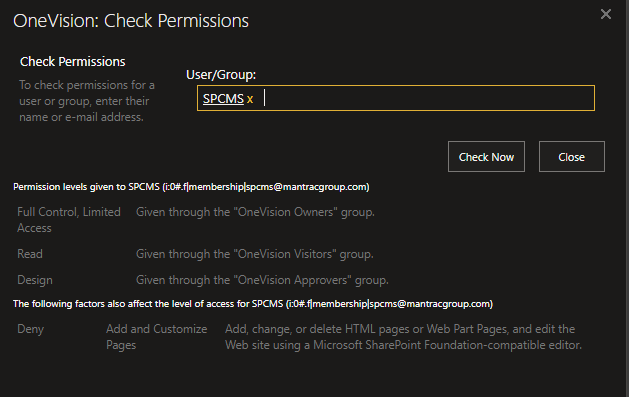 OneVision: Check Permissions
Check Permissions
To check permissions for a
user or group, enter their
name or e-mail address.
User/Group:
SPCMS x
Check Now
Close
Permission levels given to SPCMS (i:0#.f|membership|spcms@mantracgroup.com)
Full Control, Limited
Access
Given through the "OneVision Owners" group.
Read
Given through the "OneVision Visitors" group.
Design
Given through the "OneVision Approvers" group.
The following factors also affect the level of access for SPCMS (i:0#.f|membership|spcms@mantracgroup.com)
Deny
Add and Customize
Pages
Add, change, or delete HTML pages or Web Part Pages, and edit the
Web site using a Microsoft SharePoint Foundation-compatible editor.